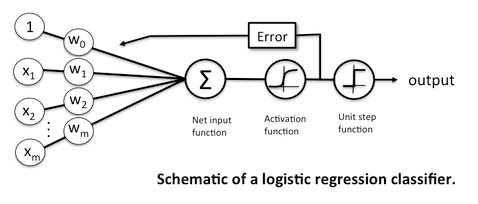 1
w0
Error
x1
w1
Σ
output
x2
w2
Net input
function
Activation
function
Unit step
function
⋮
wm
xm
Schematic of a logistic regression classifier.